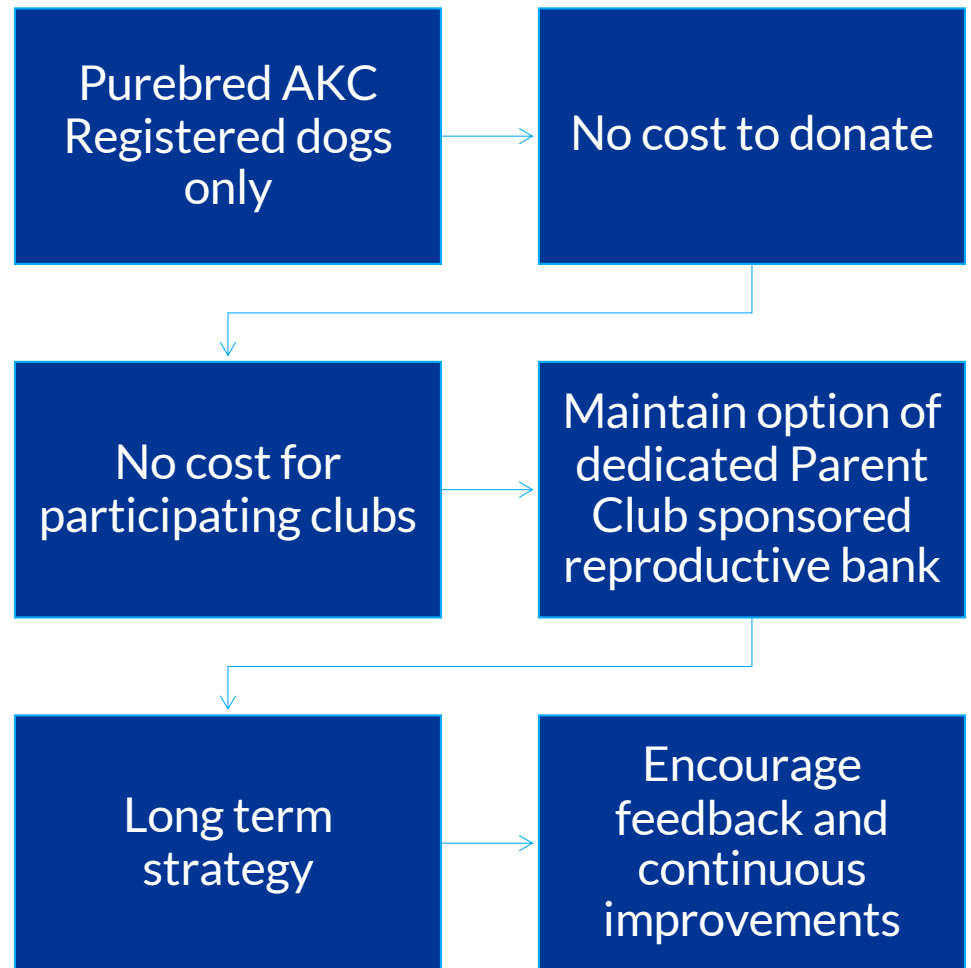 Purebred AKC
Registered dogs
only
No cost to donate
No cost for
participating clubs
Maintain option of
dedicated Parent
Club sponsored
reproductive bank
Long term
strategy
Encourage
feedback and
continuous
improvements